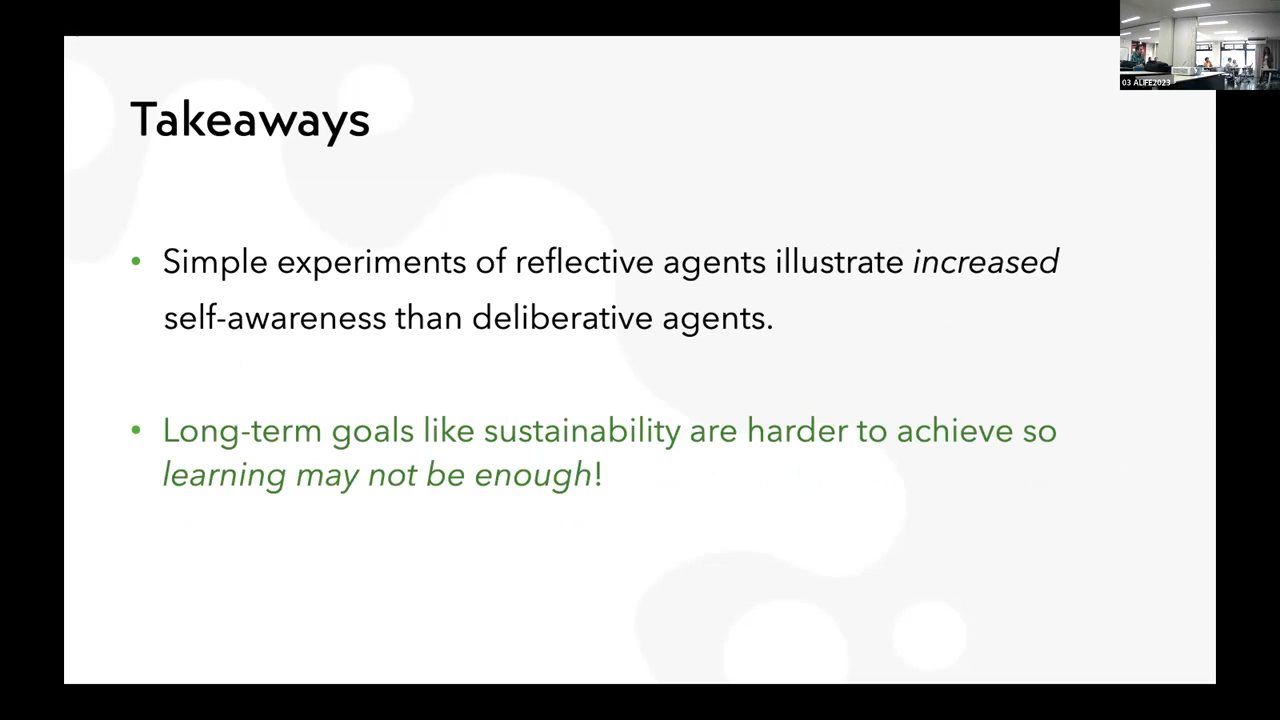 03 ALIFE2023
Takeaways
• Simple experiments of reflective agents illustrate increased
self-awareness than deliberative agents.
• Long-term goals like sustainability are harder to achieve so
learning may not be enough!